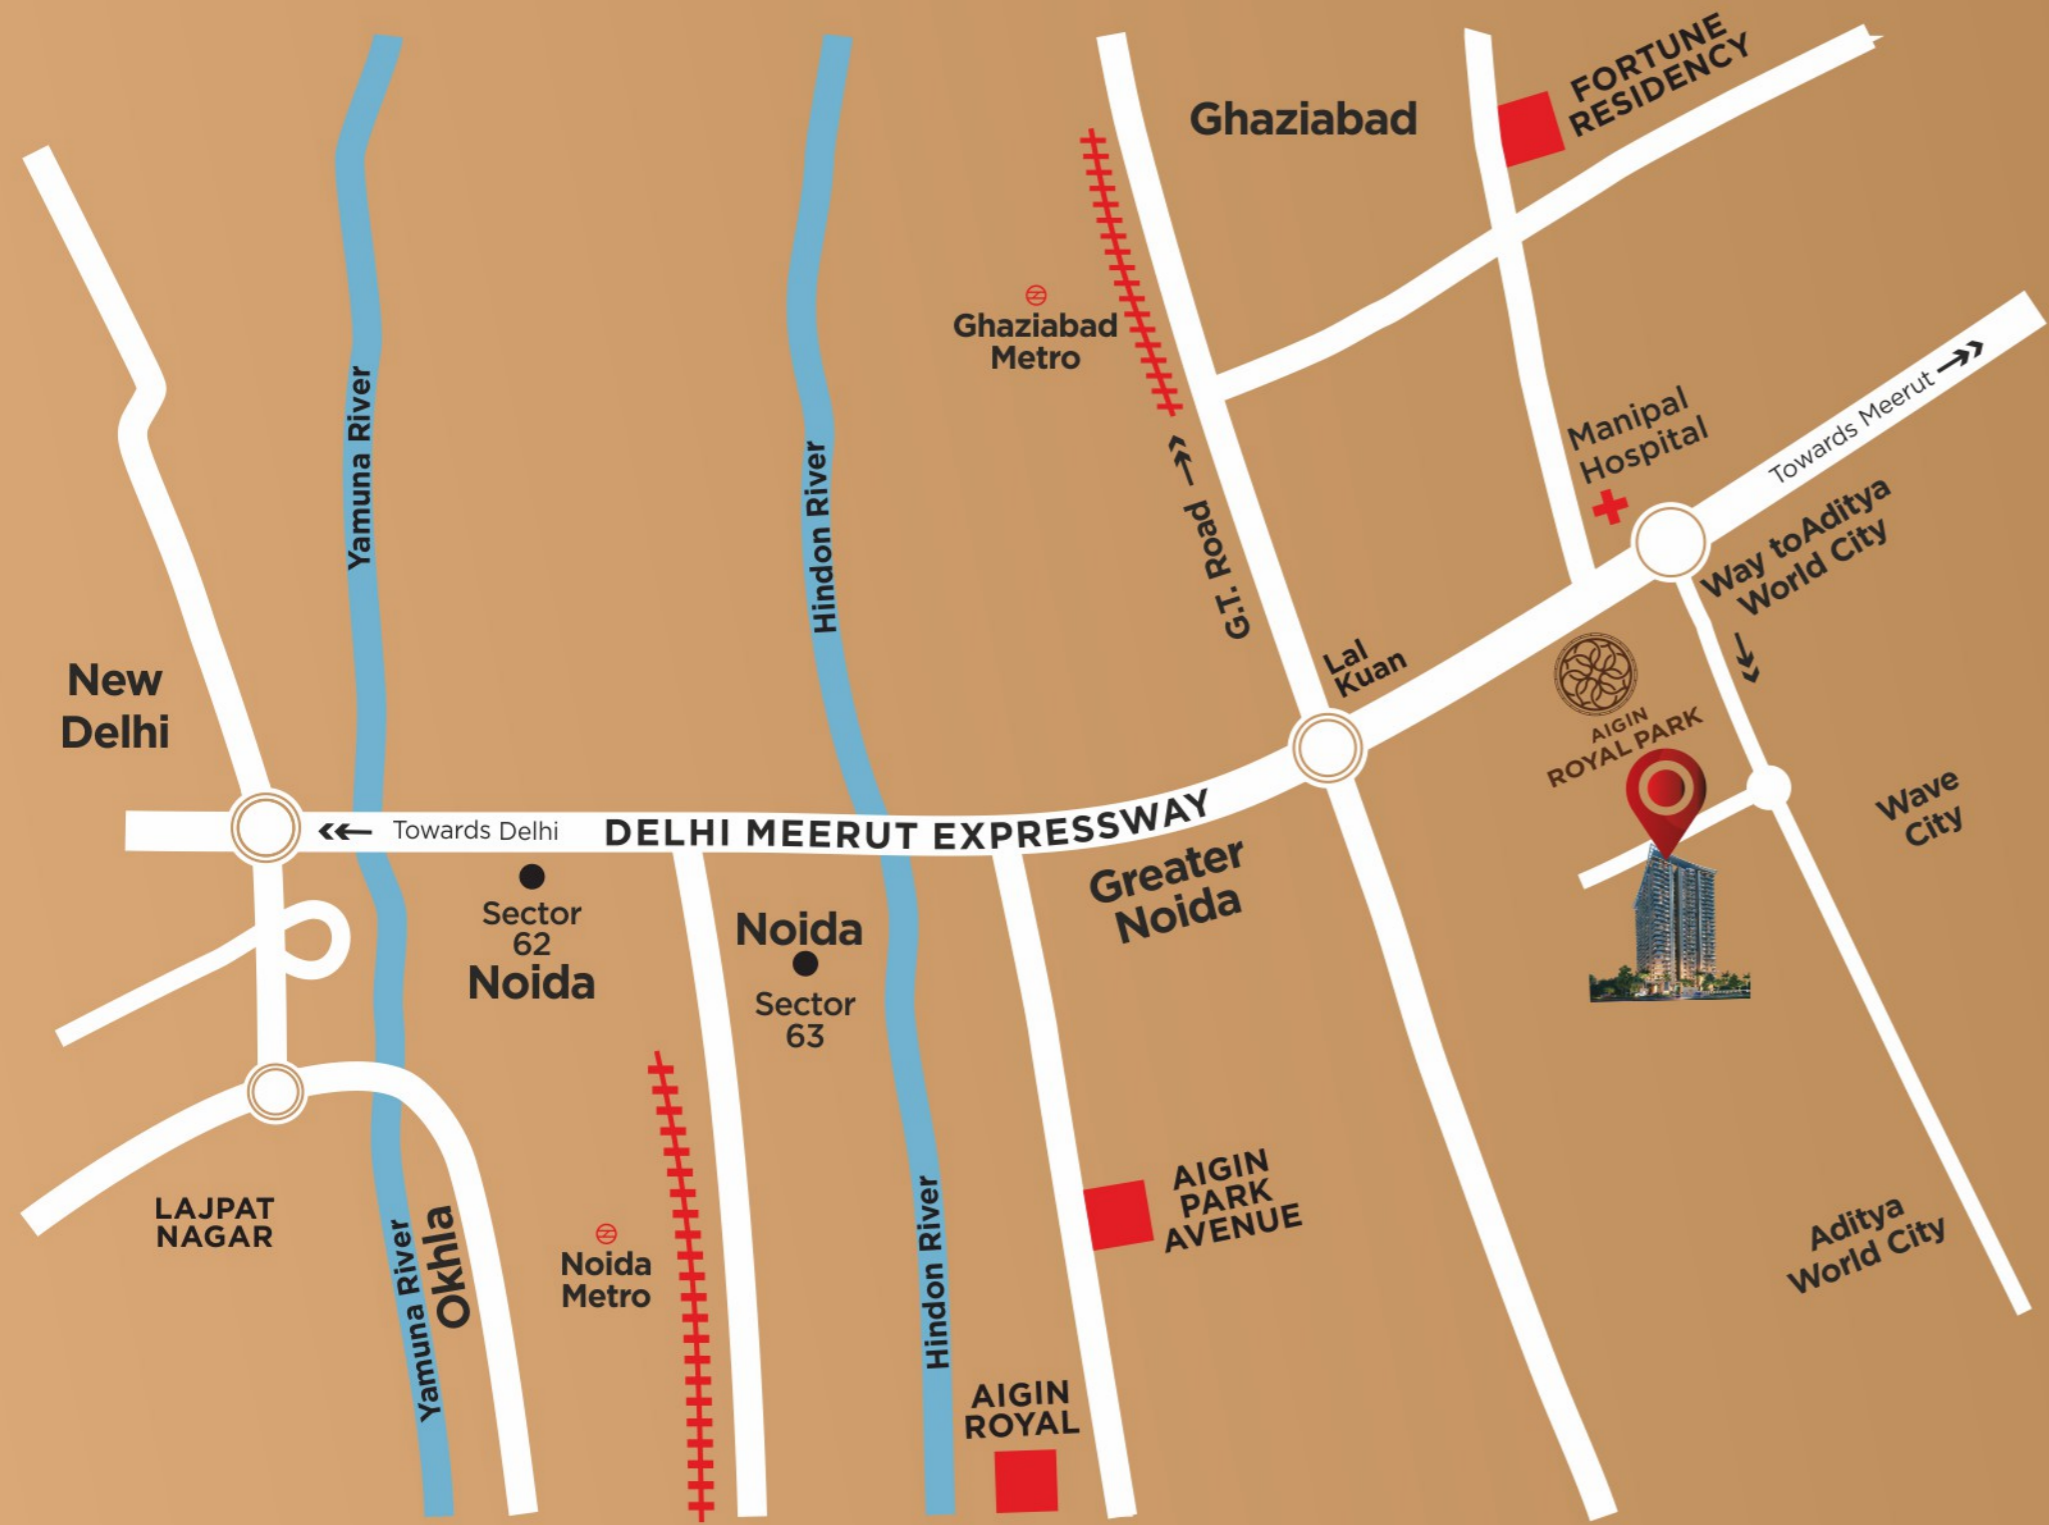 FORTUNE
RESIDENCY
Ghaziabad
Ghaziabad
Metro
Yamuna River
Hindon River
G.T. Road
Manipal
Hospital
Towards Meerut
Way toAditya
World City
Lal
Kuan
New
Delhi
AIGIN
ROYAL PARK
Wave
City
Towards Delhi
DELHI MEERUT EXPRESSWAY
Greater
Noida
Sector
62
Noida
Noida
Sector
63
LAJPAT
NAGAR
Yamuna River
Okhla
Noida
Metro
Hindon River
AIGIN
PARK
AVENUE
Aditya
World City
AIGIN
ROYAL